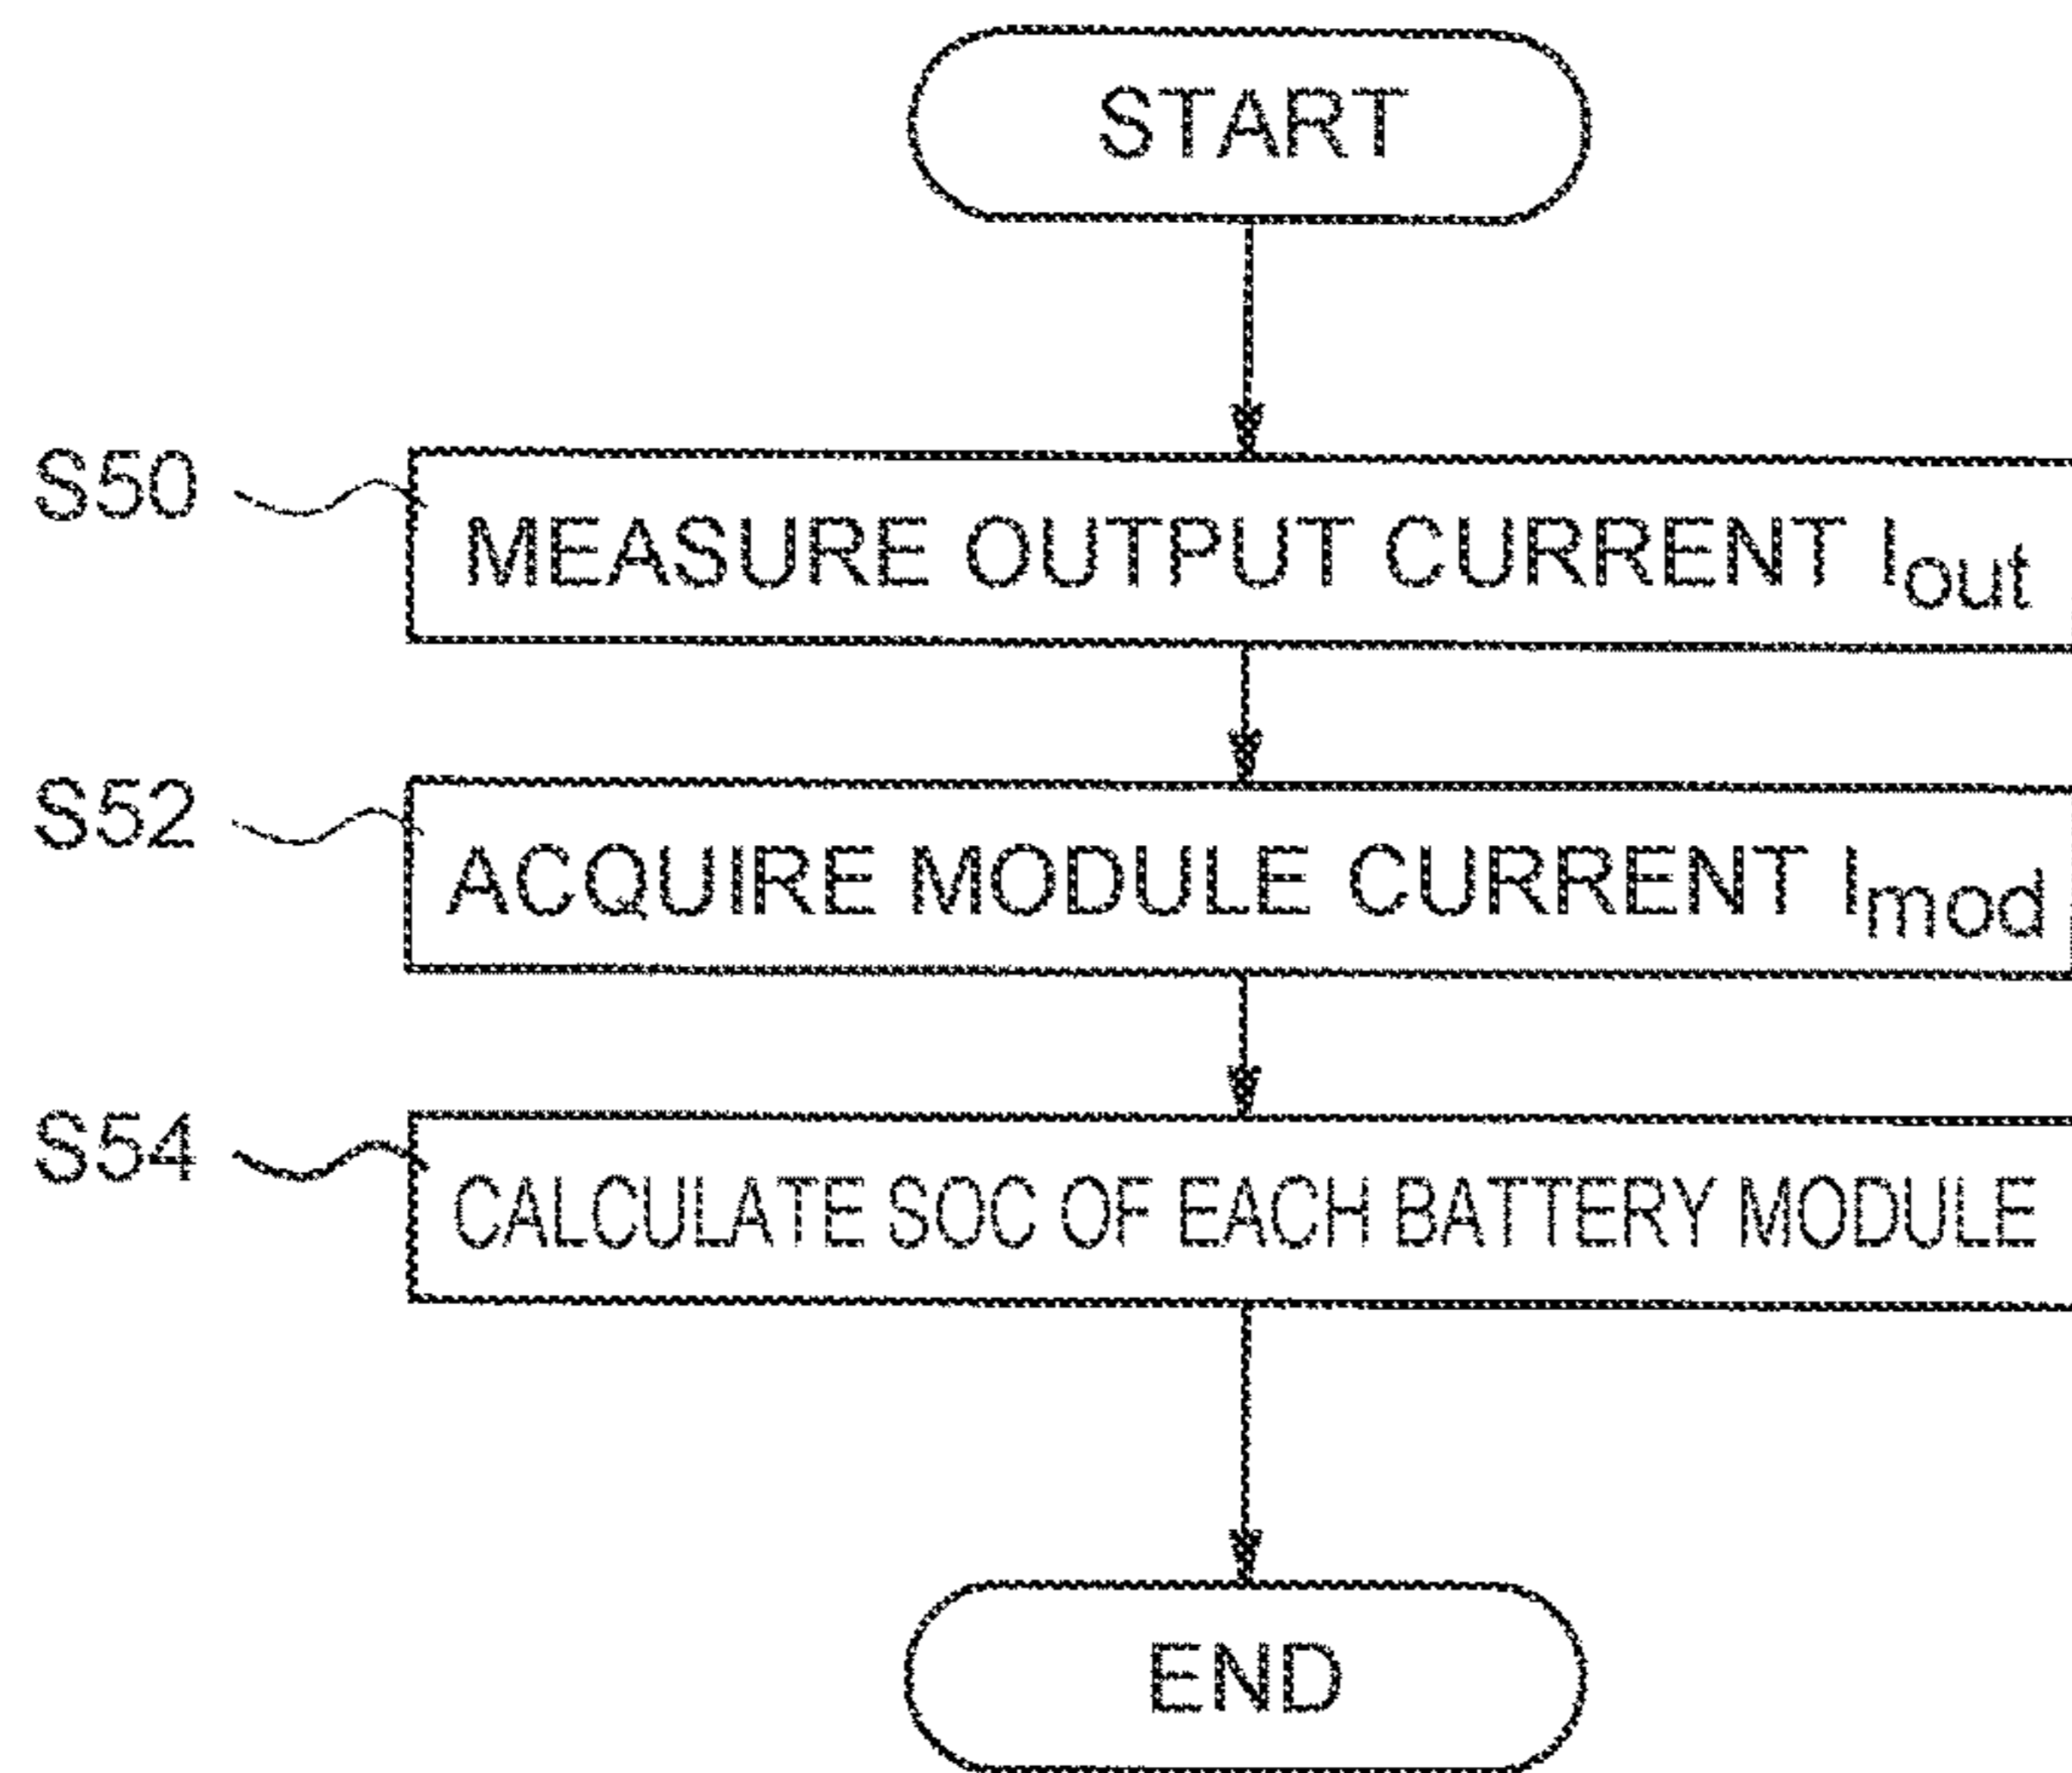 START
S50
MEASURE OUTPUT CURRENT Iout
S52
ACQUIRE MODULE CURRENT Imod
S54
CALCULATE SOC OF EACH BATTERY MODULE
END